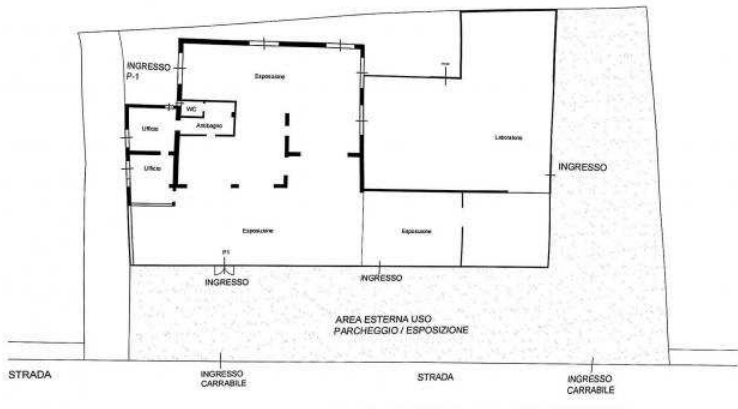 INGRESSO
P-1
Esposizione
WC
Antibagno
Ufficio
Laboratorio
Ufficio
INGRESSO
Esposizione
Esposizione
P1
INGRESSO
INGRESSO
AREA ESTERNA USO
PARCHEGGIO / ESPOSIZIONE
STRADA
INGRESSO
CARRABILE
STRADA
INGRESSO
CARRABILE